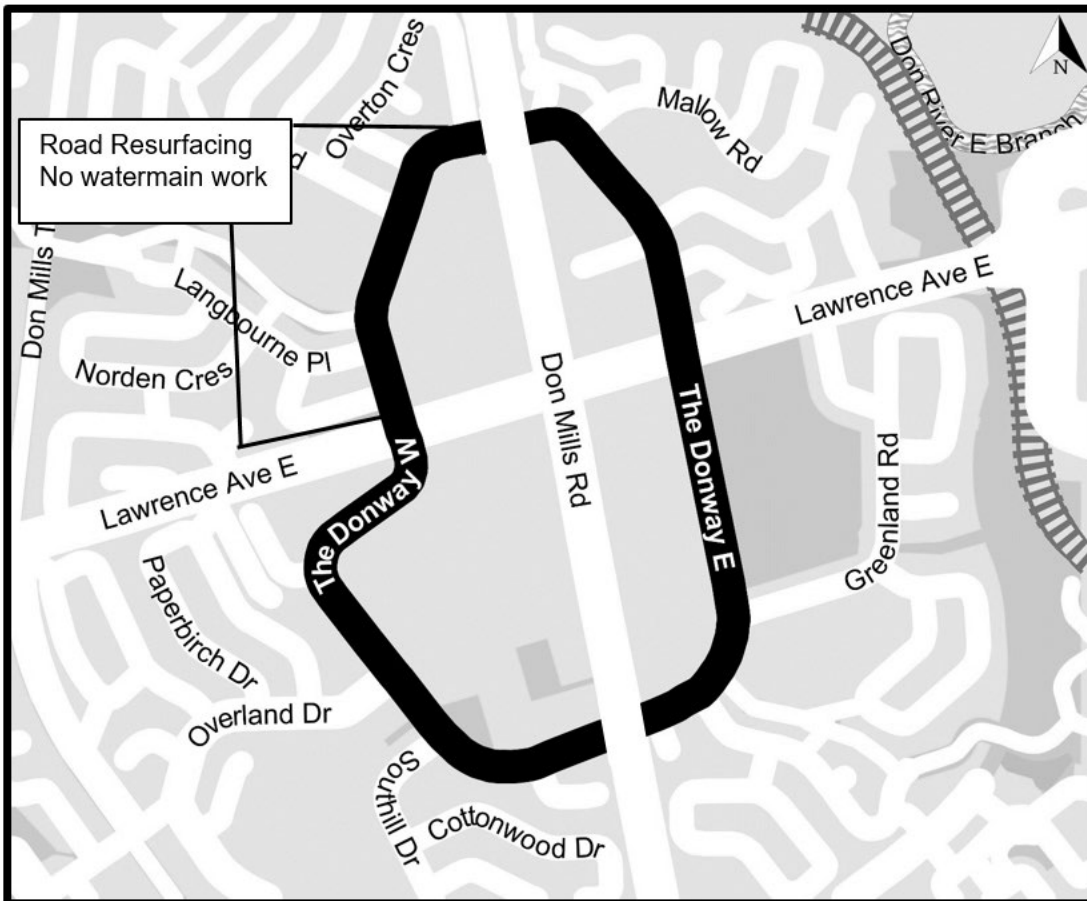 Overton Cres
Mallow Rd
Don River E Branch
N
Road Resurfacing
No watermain work
d
Don Mills T
Langbourne Pl
Norden Cres
Lawrence Ave E
Don Mills Rd
The Donway W
The Donway E
Lawrence Ave E
Greenland Rd
Paperbirch Dr
Overland Dr
Southill Dr
Cottonwood Dr